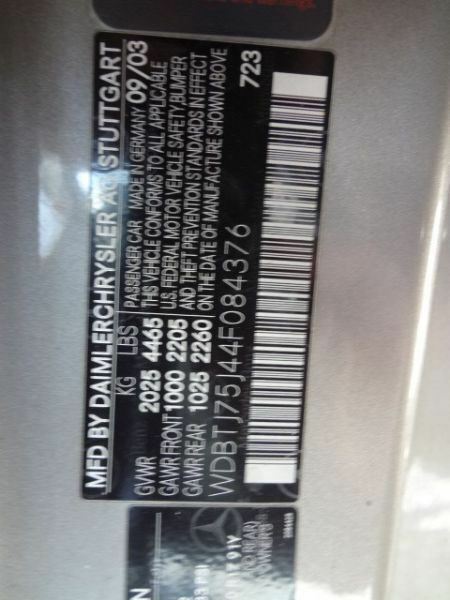 MFD BY DAIMLERCHRYSLER AG STUTTGART
KG LBS PASSENGER CAR MADE IN GERMANY 09/03
GVWR 2025 4465 THIS VEHICLE CONFORMS TO ALL APPLICABLE
GAWR FRONT 1000 2205 U.S. FEDERAL MOTOR VEHICLE SAFETY, BUMPER
GAWR REAR 1025 2260 AND THEFT PREVENTION STANDARDS IN EFFECT
ON THE DATE OF MANUFACTURE SHOWN ABOVE
WDBTJ75J44F084376 723
OWNER'S